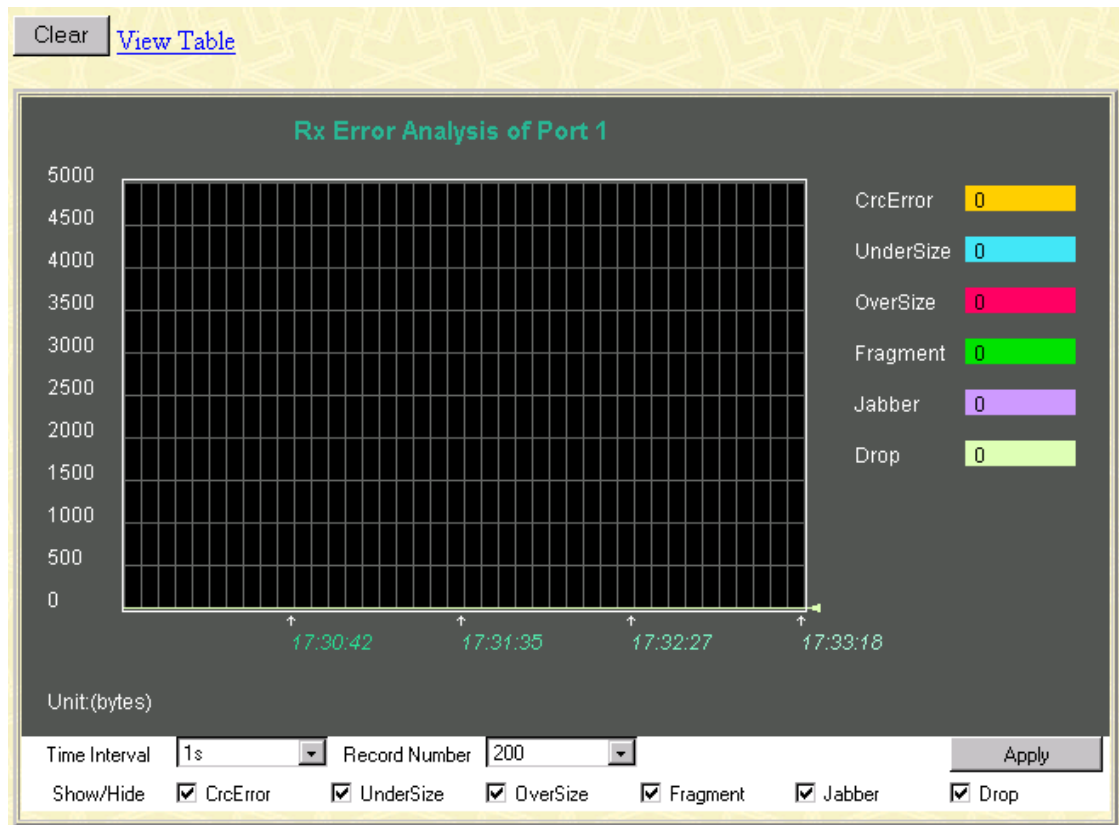 Clear View Table
Rx Error Analysis of Port 1
5000
4500
4000
3500
3000
2500
2000
1500
1000
500
0
CrcError 0
UnderSize 0
OverSize 0
Fragment 0
Jabber 0
Drop 0
17:30:42 17:31:35 17:32:27 17:33:18
Unit:(bytes)
Time Interval 1s Record Number 200 Apply
Show/Hide CrcError UnderSize OverSize Fragment Jabber Drop